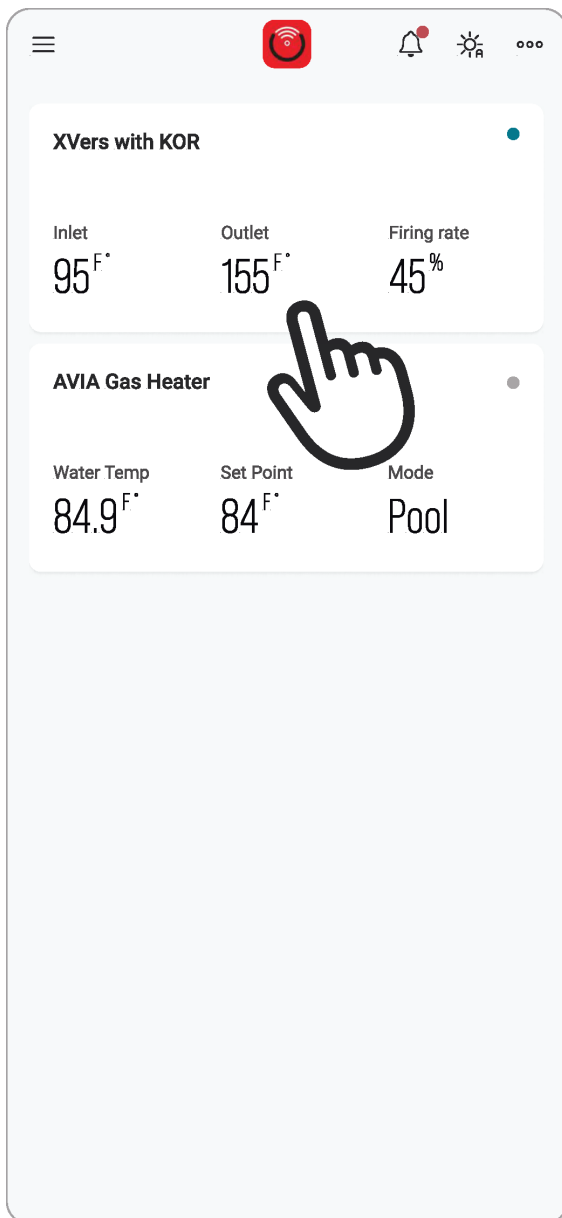 A
ooo
XVers with KOR
Inlet Outlet Firing rate
95 F° 155 F° 45 %
AVIA Gas Heater
Water Temp Set Point Mode
84.9 F° 84 F° Pool